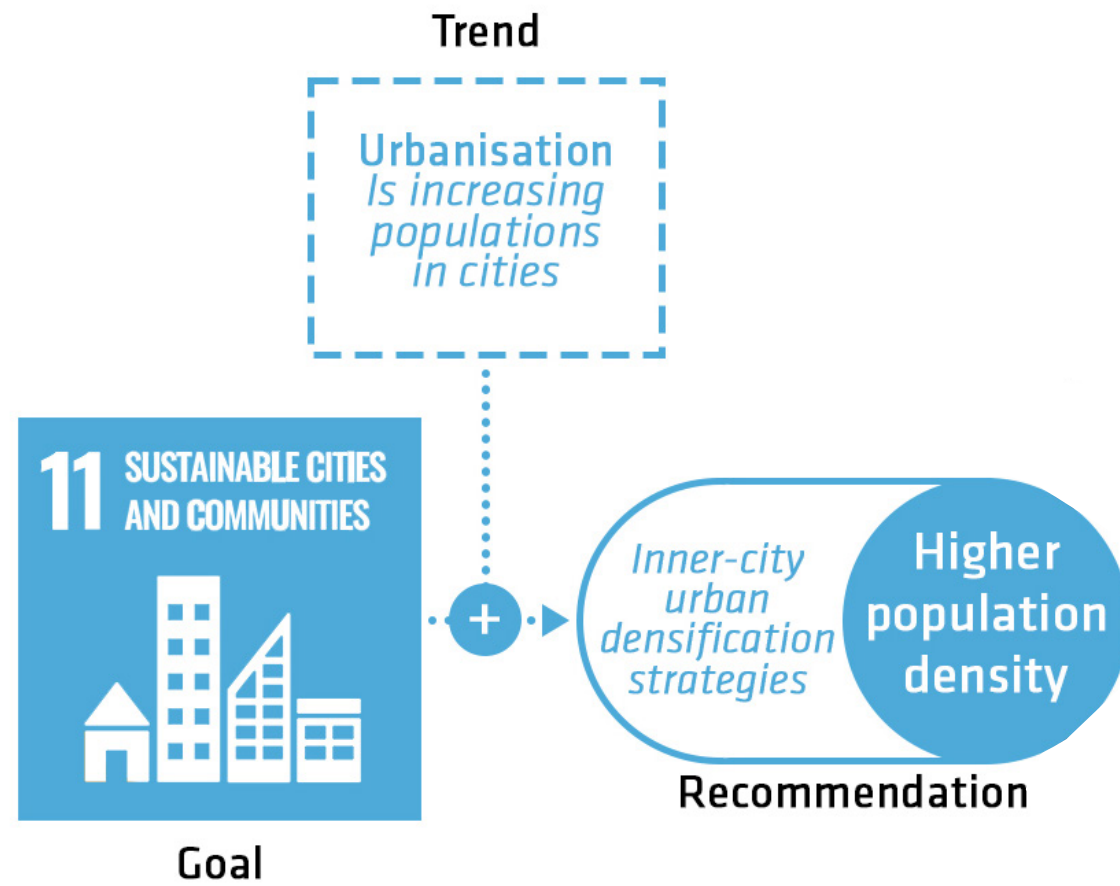 Trend
Urbanisation
Is increasing
populations
in cities
11 SUSTAINABLE CITIES
AND COMMUNITIES
Goal
+
Inner-city
urban
densification
strategies
Higher
population
density
Recommendation